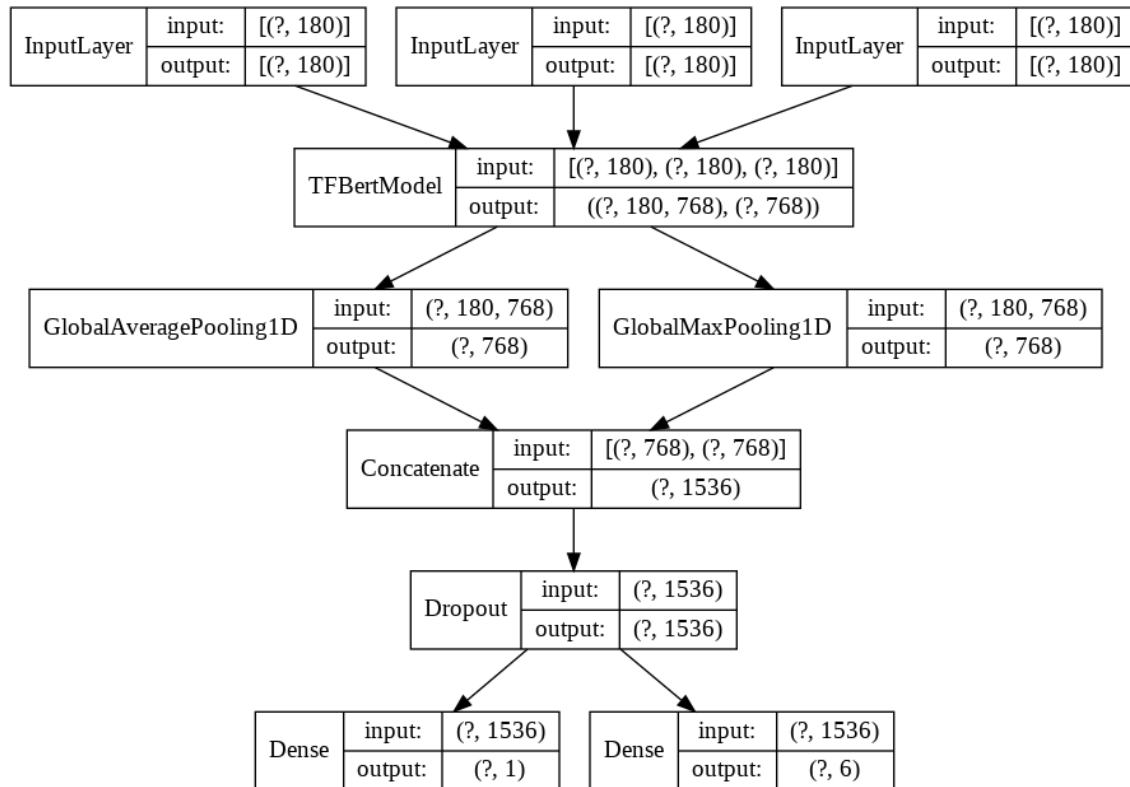 InputLayer input: [(?, 180)] output: [(?, 180)]
InputLayer input: [(?, 180)] output: [(?, 180)]
InputLayer input: [(?, 180)] output: [(?, 180)]
TFBertModel input: [(?, 180), (?, 180), (?, 180)] output: ((?, 180, 768), (?, 768))
GlobalAveragePooling1D input: (?, 180, 768) output: (?, 768)
GlobalMaxPooling1D input: (?, 180, 768) output: (?, 768)
Concatenate input: [(?, 768), (?, 768)] output: (?, 1536)
Dropout input: (?, 1536) output: (?, 1536)
Dense input: (?, 1536) output: (?, 1)
Dense input: (?, 1536) output: (?, 6)